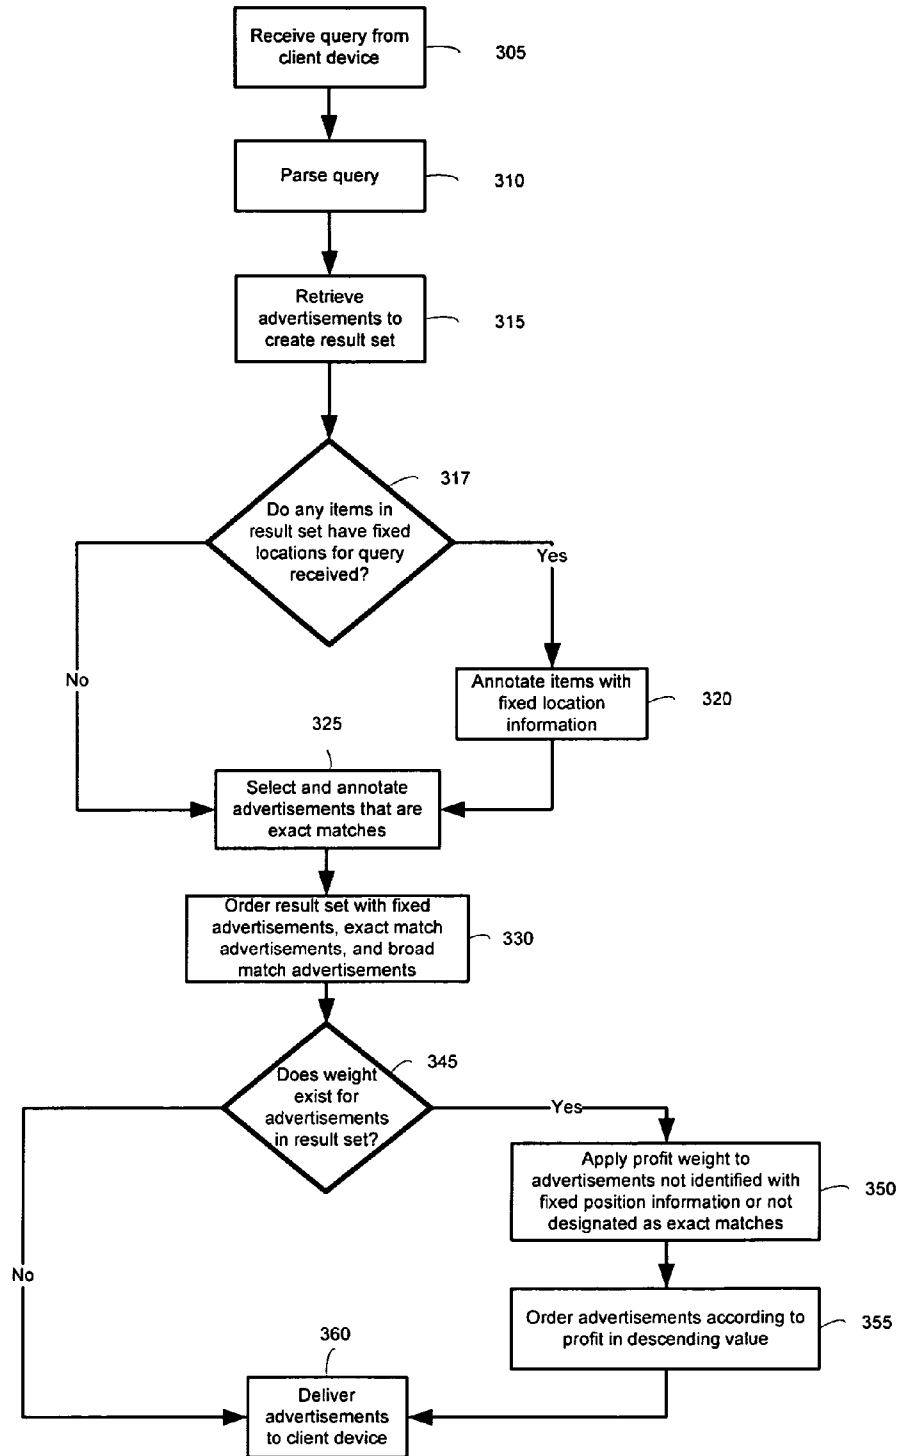 Receive query from
client device
305
Parse query
310
Retrieve
advertisements to
create result set
315
317
Do any items in
result set have fixed
locations for query
received?
Yes
No
Annotate items with
fixed location
information
320
325
Select and annotate
advertisements that are
exact matches
Order result set with fixed
advertisements, exact match
advertisements, and broad
match advertisements
330
345
Does weight
exist for
advertisements
in result set?
Yes
Apply profit weight to
advertisements not identified with
fixed position information or not
designated as exact matches
350
No
Order advertisements according to
profit in descending value
355
360
Deliver
advertisements
to client device